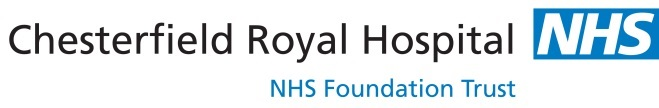 Chesterfield Royal Hospital NHS
NHS Foundation Trust